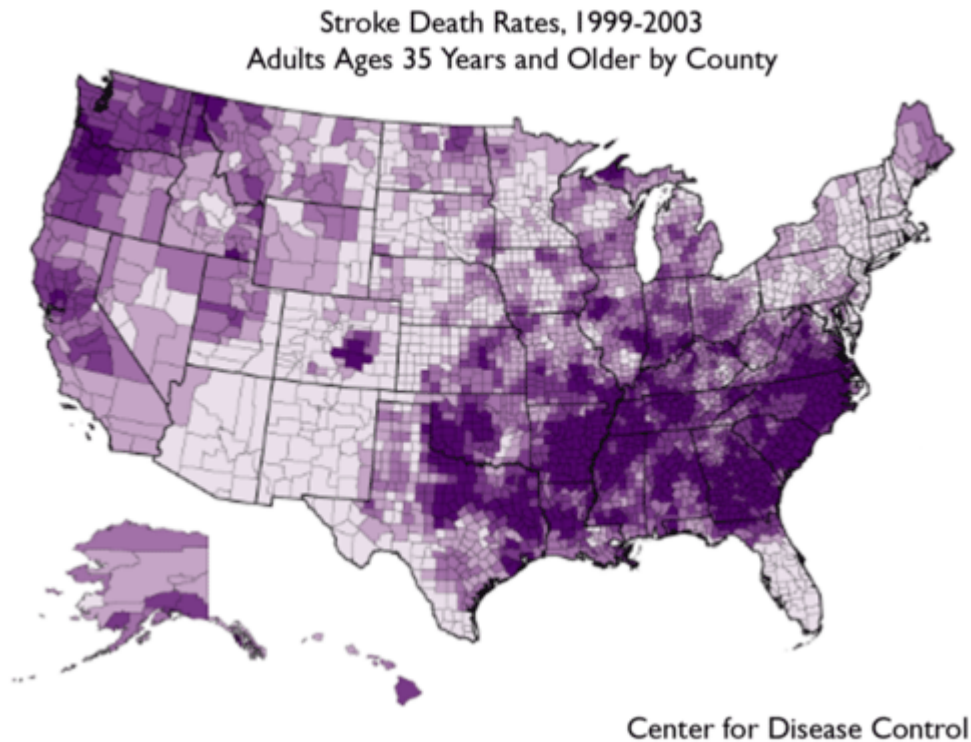 Stroke Death Rates, 1999-2003
Adults Ages 35 Years and Older by County
Center for Disease Control